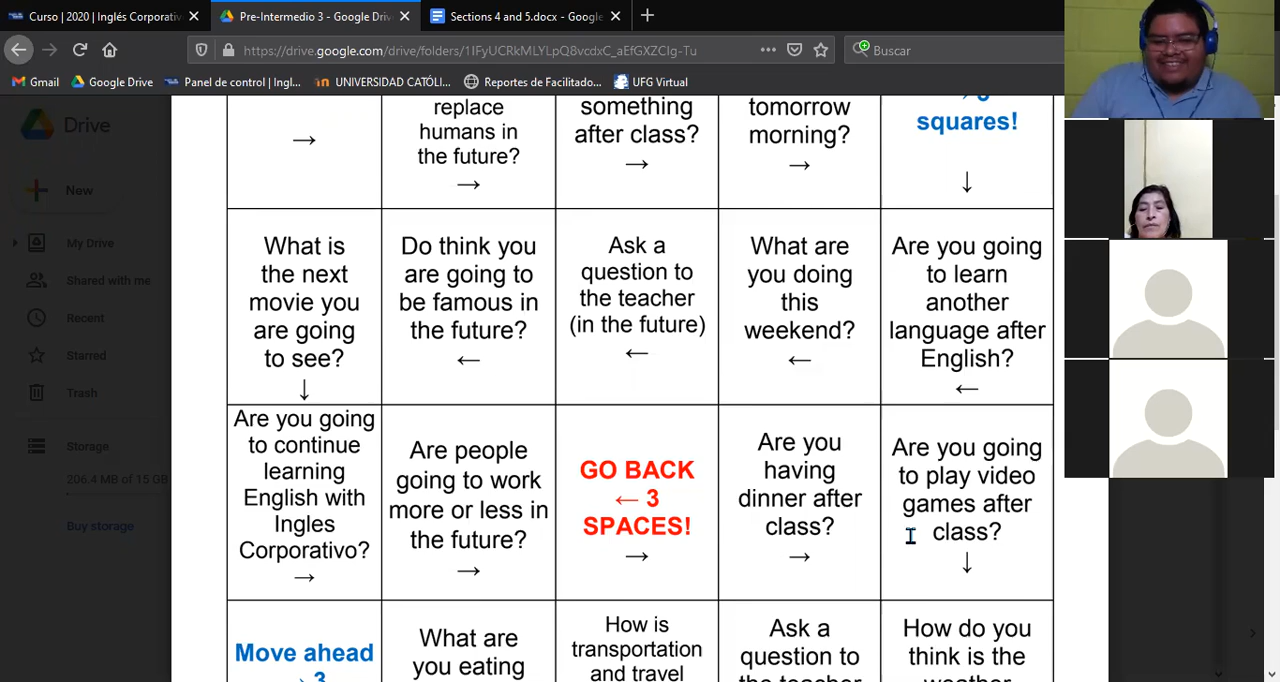 Curso | 2020 | Inglés Corporativ
Pre-Intermedio 3 - Google Driv
Sections 4 and 5.docx - Google
https://drive.google.com/drive/folders/1IFyUCRkMLYLpQ8vcdxC_aEfGXZCIg-Tu
Buscar
Gmail
Google Drive
Panel de control | Ingl...
UNIVERSIDAD CATÓLI...
Reportes de Facilitado...
UFG Virtual
Drive
New
My Drive
Shared with me
Recent
Starred
Trash
Storage
206.4 MB of 15 GB
Buy storage
→
replace
humans in
the future?
→
something
after class?
→
tomorrow
morning?
→
squares!
↓
What is
the next
movie you
are going
to see?
↓
Do think you
are going to
be famous in
the future?
←
Ask a
question to
the teacher
(in the future)
←
What are
you doing
this
weekend?
←
Are you going
to learn
another
language after
English?
←
Are you going
to continue
learning
English with
Ingles
Corporativo?
→
Are people
going to work
more or less in
the future?
→
GO BACK
← 3
SPACES!
→
Are you
having
dinner after
class?
→
Are you going
to play video
games after
class?
↓
Move ahead
→ 3
What are
you eating
How is
transportation
and travel
Ask a
question to
the teacher
How do you
think is the
weather